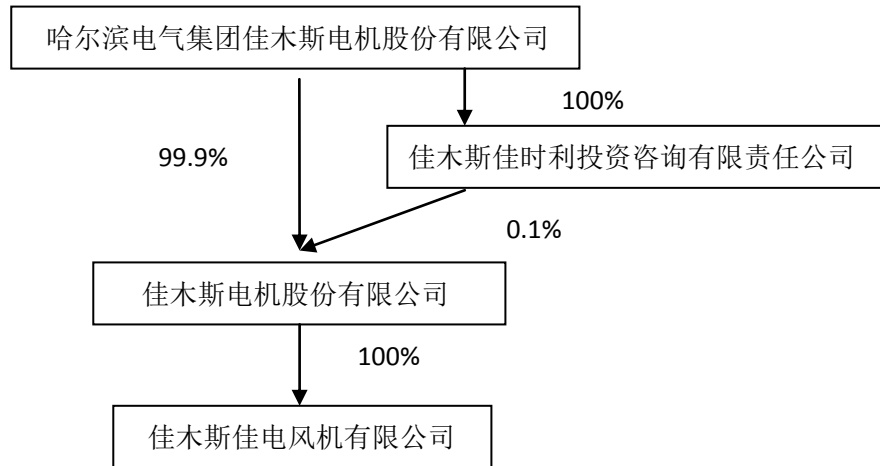 哈尔滨电气集团佳木斯电机股份有限公司
100%
99.9%
佳木斯佳时利投资咨询有限责任公司
0.1%
佳木斯电机股份有限公司
100%
佳木斯佳电风机有限公司